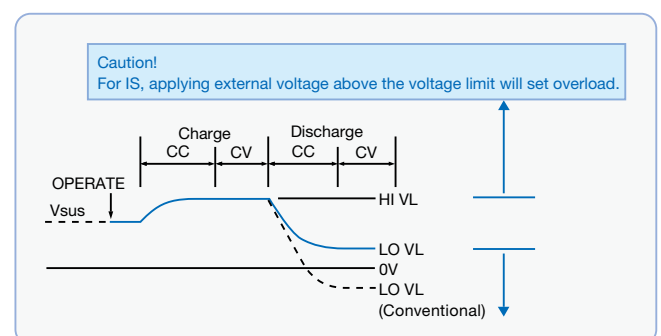 Caution!
For IS, applying external voltage above the voltage limit will set overload.
Charge
Discharge
CC
CV
CC
CV
OPERATE
Vsus
HI VL
LO VL
0V
LO VL
(Conventional)